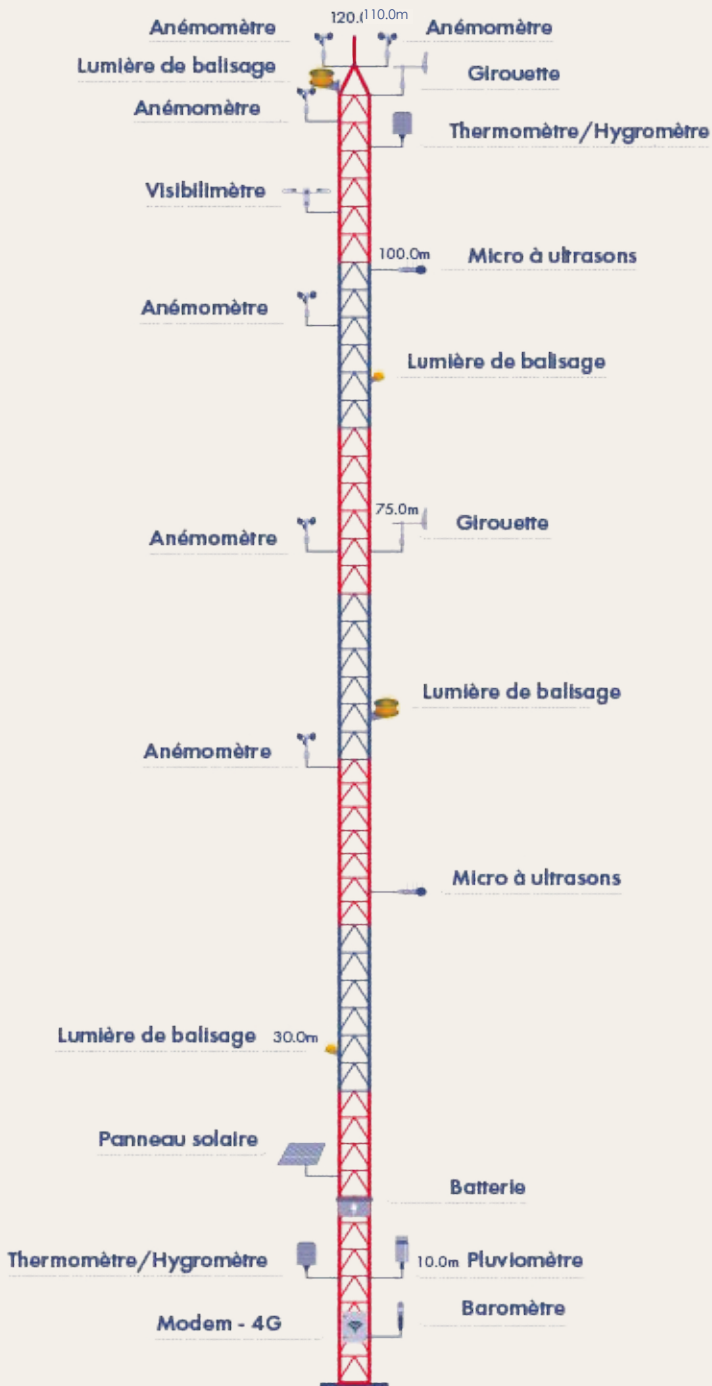 120.0 110.0m
Anémomètre Anémomètre
Lumière de balisage Girouette
Anémomètre
Thermomètre/Hygromètre
Visibilimètre
100.0m Micro à ultrasons
Anémomètre
Lumière de balisage
75.0m
Anémomètre Girouette
Lumière de balisage
Anémomètre
Micro à ultrasons
Lumière de balisage 30.0m
Panneau solaire
Batterie
Thermomètre/Hygromètre 10.0m Pluviomètre
Modem - 4G Baromètre